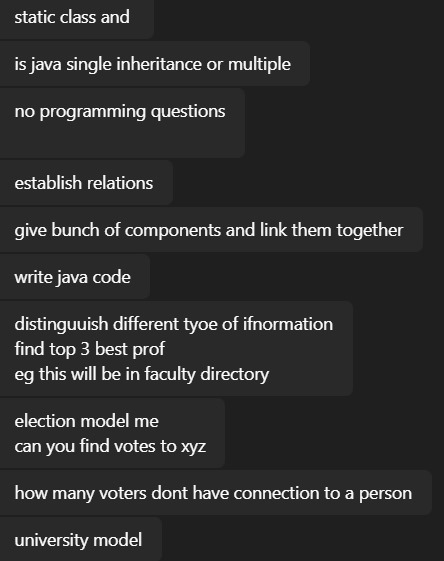 static class and
is java single inheritance or multiple
no programming questions
establish relations
give bunch of components and link them together
write java code
distinguuish different tyoe of ifnormation
find top 3 best prof
eg this will be in faculty directory
election model me
can you find votes to xyz
how many voters dont have connection to a person
university model